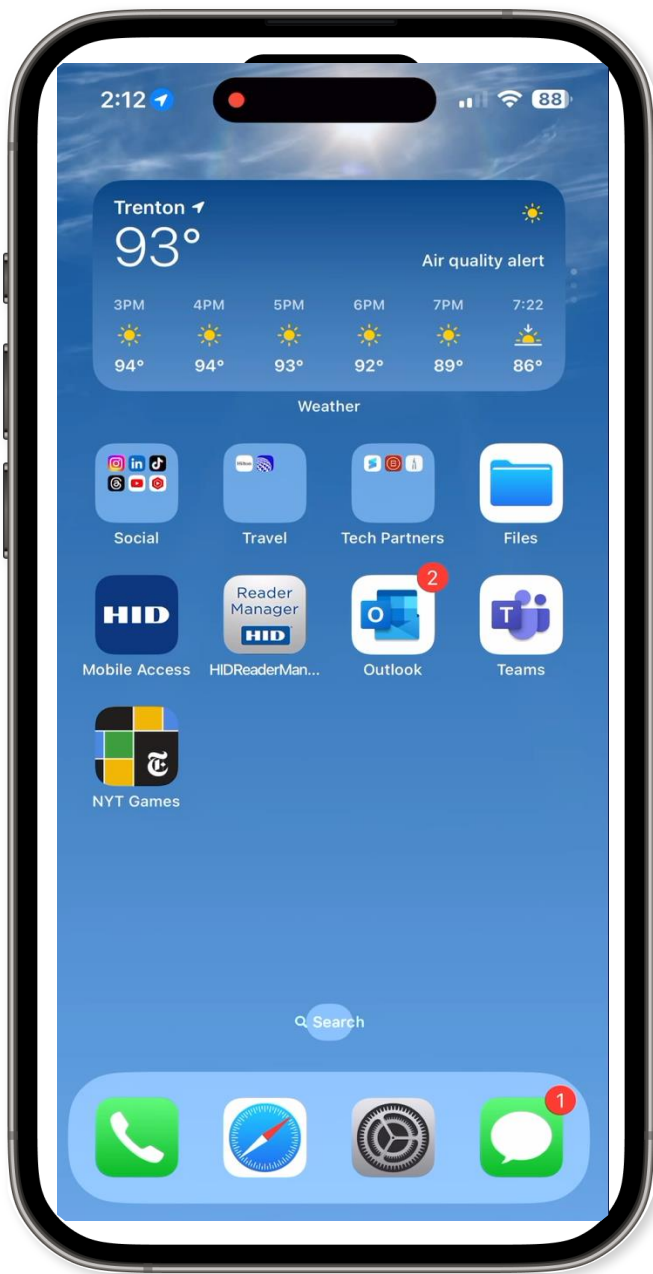 2:12
88
Trenton
93°
Air quality alert
3PM 4PM 5PM 6PM 7PM 7:22
94° 94° 93° 92° 89° 86°
Weather
in
Hilton
B
Social Travel Tech Partners Files
HID
Reader
Manager
HID
2
O
T
Mobile Access HIDReaderMan... Outlook Teams
T
NYT Games
Search
1